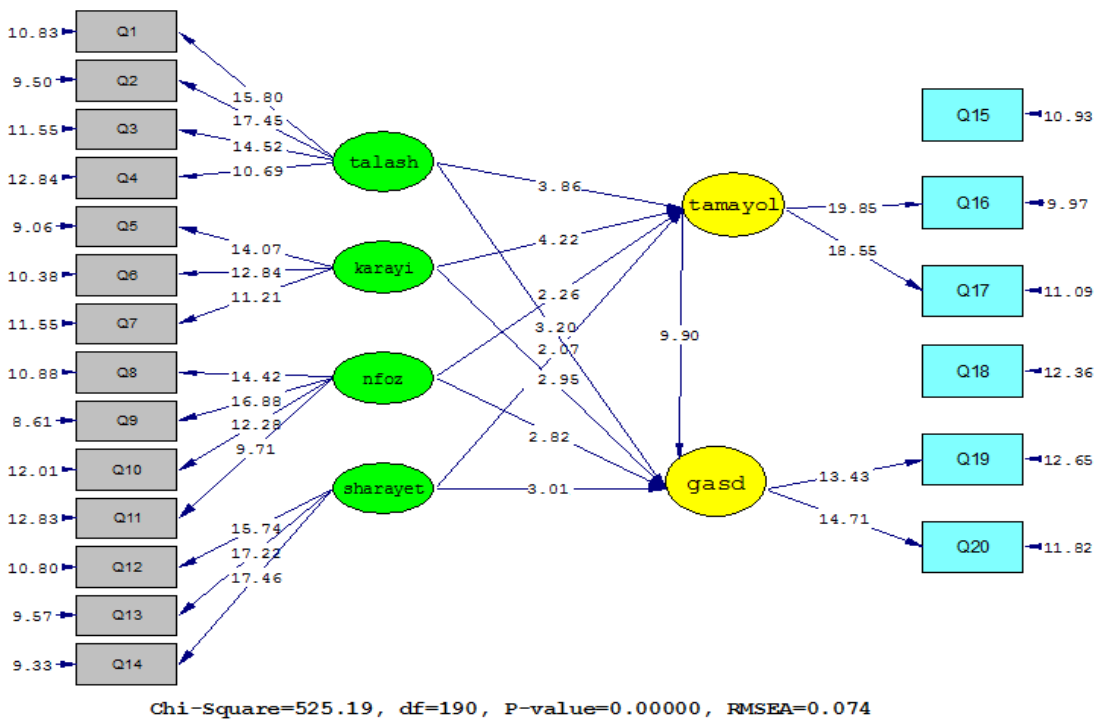 10.83 Q1
9.50 Q2
11.55 Q3
12.84 Q4
9.06 Q5
10.38 Q6
11.55 Q7
10.88 Q8
8.61 Q9
12.01 Q10
12.83 Q11
10.80 Q12
9.57 Q13
9.33 Q14
15.80
17.45
14.52
10.69
14.07
12.84
11.21
14.42
16.88
12.28
9.71
15.74
17.22
17.46
talash
karayi
nfoz
sharayet
3.86
4.22
2.26
3.20
2.07
2.95
2.82
3.01
9.90
tamayol
gasd
19.85
18.55
13.43
14.71
Q15 10.93
Q16 9.97
Q17 11.09
Q18 12.36
Q19 12.65
Q20 11.82
Chi-Square=525.19, df=190, P-value=0.00000, RMSEA=0.074